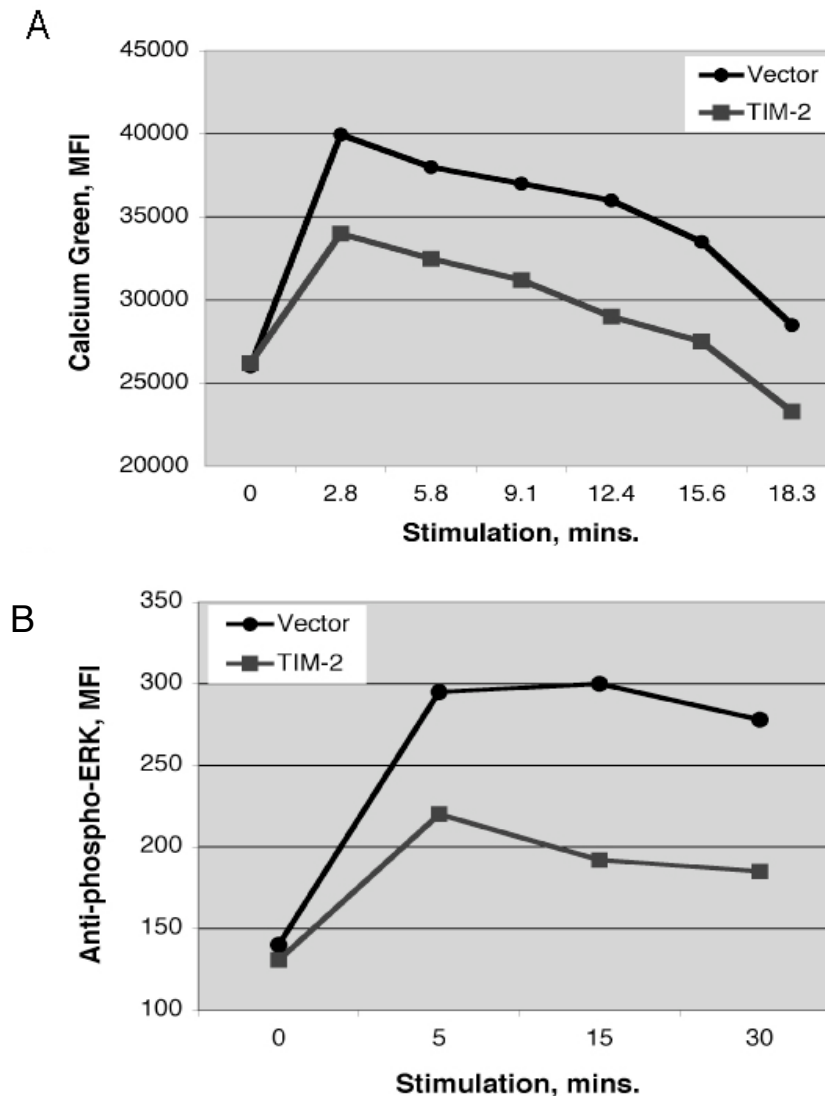 A
Calcium Green, MFI
45000
40000
35000
30000
25000
20000
Vector
TIM-2
0 2.8 5.8 9.1 12.4 15.6 18.3
Stimulation, mins.
B
Anti-phospho-ERK, MFI
350
300
250
200
150
100
Vector
TIM-2
0 5 15 30
Stimulation, mins.